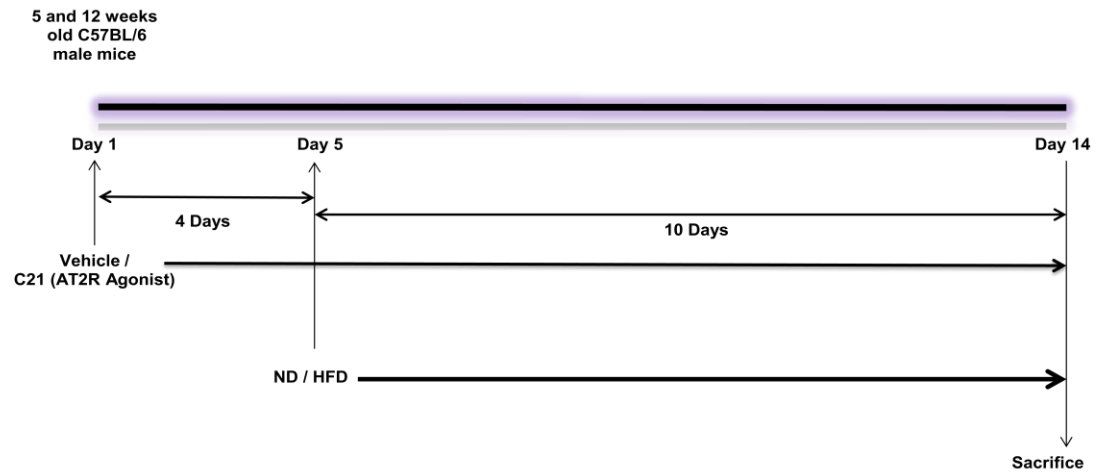 5 and 12 weeks
old C57BL/6
male mice
Day 1
Day 5
Day 14
4 Days
10 Days
Vehicle /
C21 (AT2R Agonist)
ND / HFD
Sacrifice